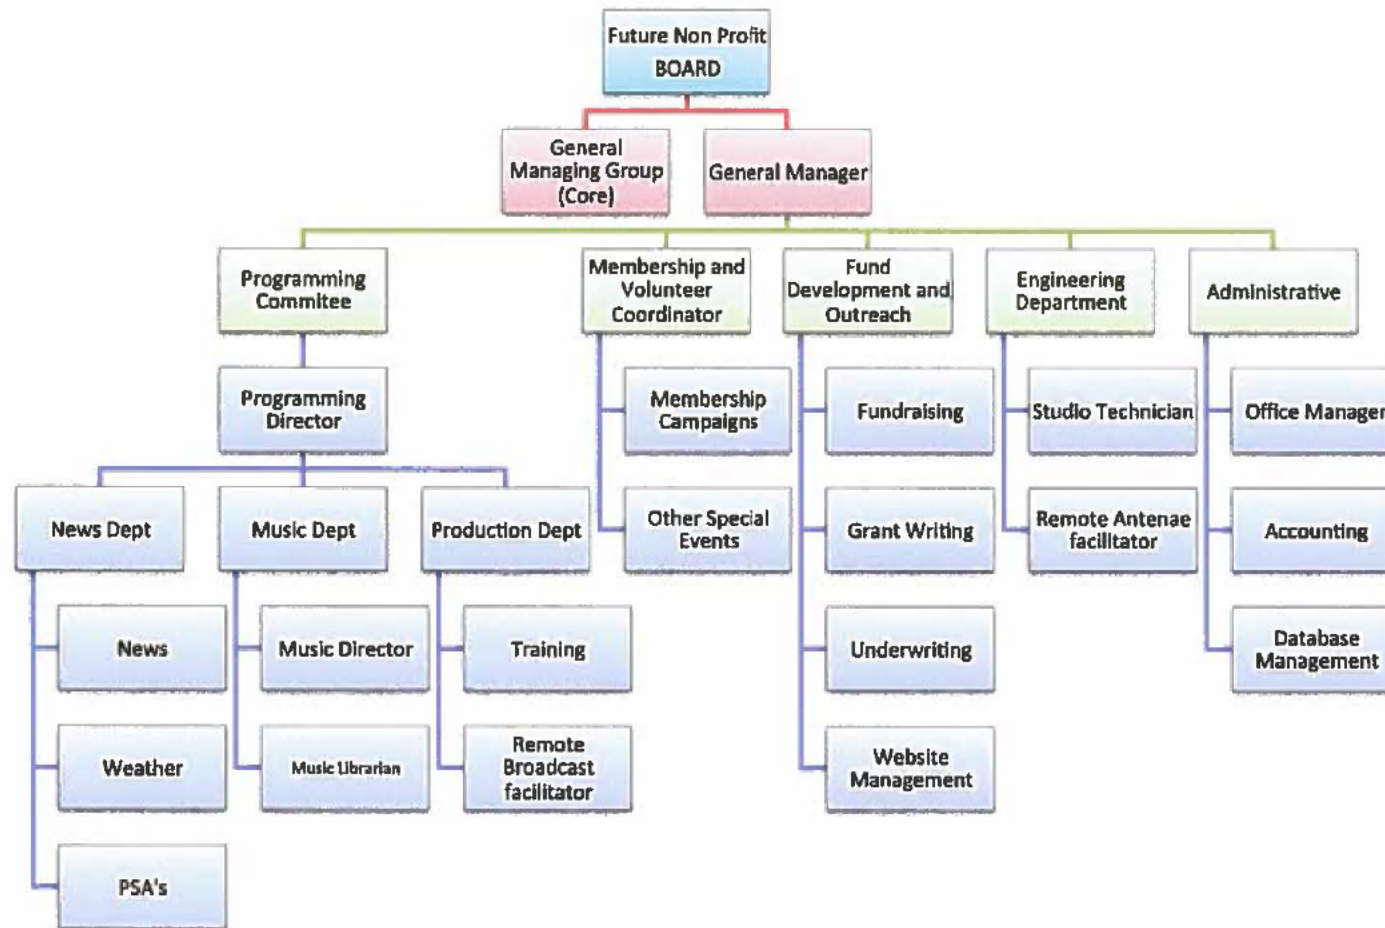 Future Non Profit
BOARD
General
Managing Group
(Core)
General Manager
Programming
Commitee
Membership and
Volunteer
Coordinator
Fund
Development and
Outreach
Engineering
Department
Administrative
Programming
Director
Membership
Campaigns
Fundraising
Studio Technician
Office Manager
News Dept
Music Dept
Production Dept
Other Special
Events
Grant Writing
Remote Antenae
facilitator
Accounting
News
Music Director
Training
Underwriting
Database
Management
Weather
Music Librarian
Remote
Broadcast
facilitator
Website
Management
PSA's